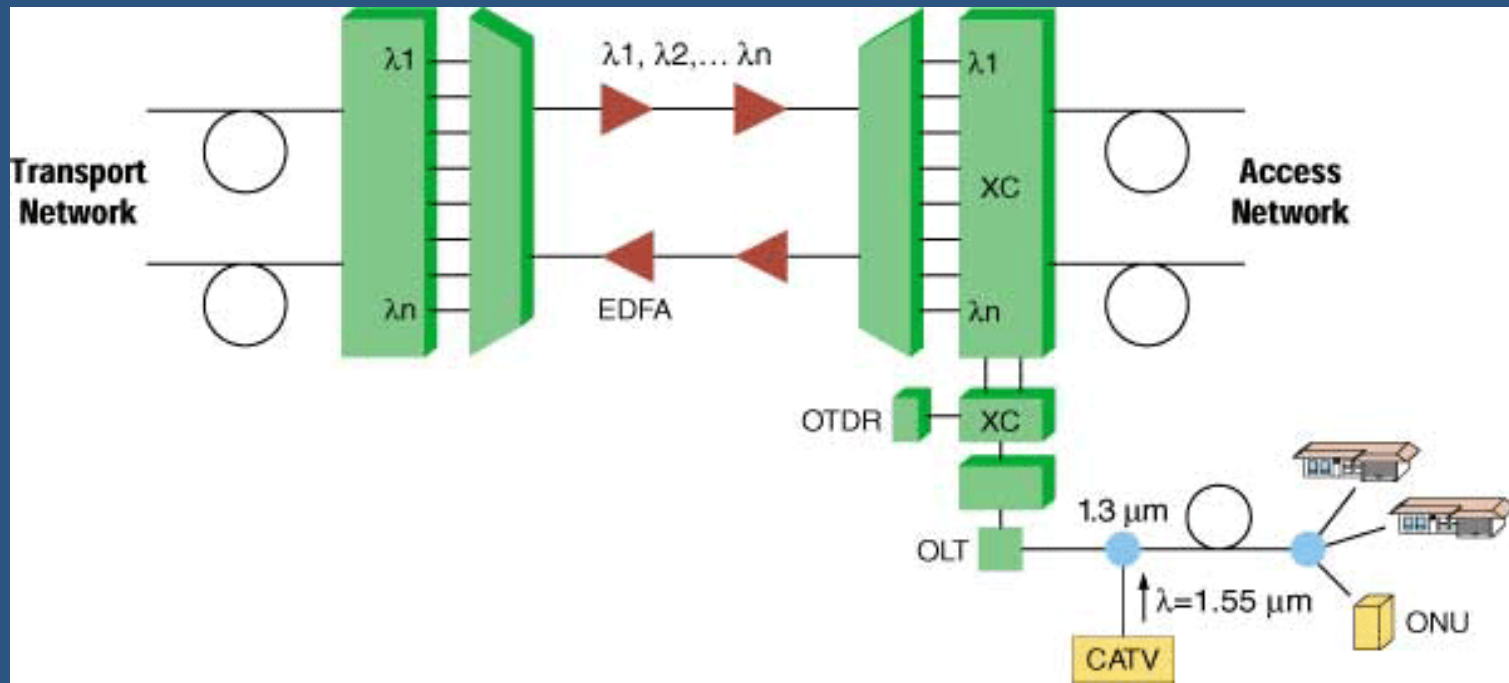 λ1
λ1, λ2,... λn
λ1
Transport
Network
XC
Access
Network
λn
EDFA
λn
OTDR
XC
1.3 μm
OLT
λ=1.55 μm
ONU
CATV